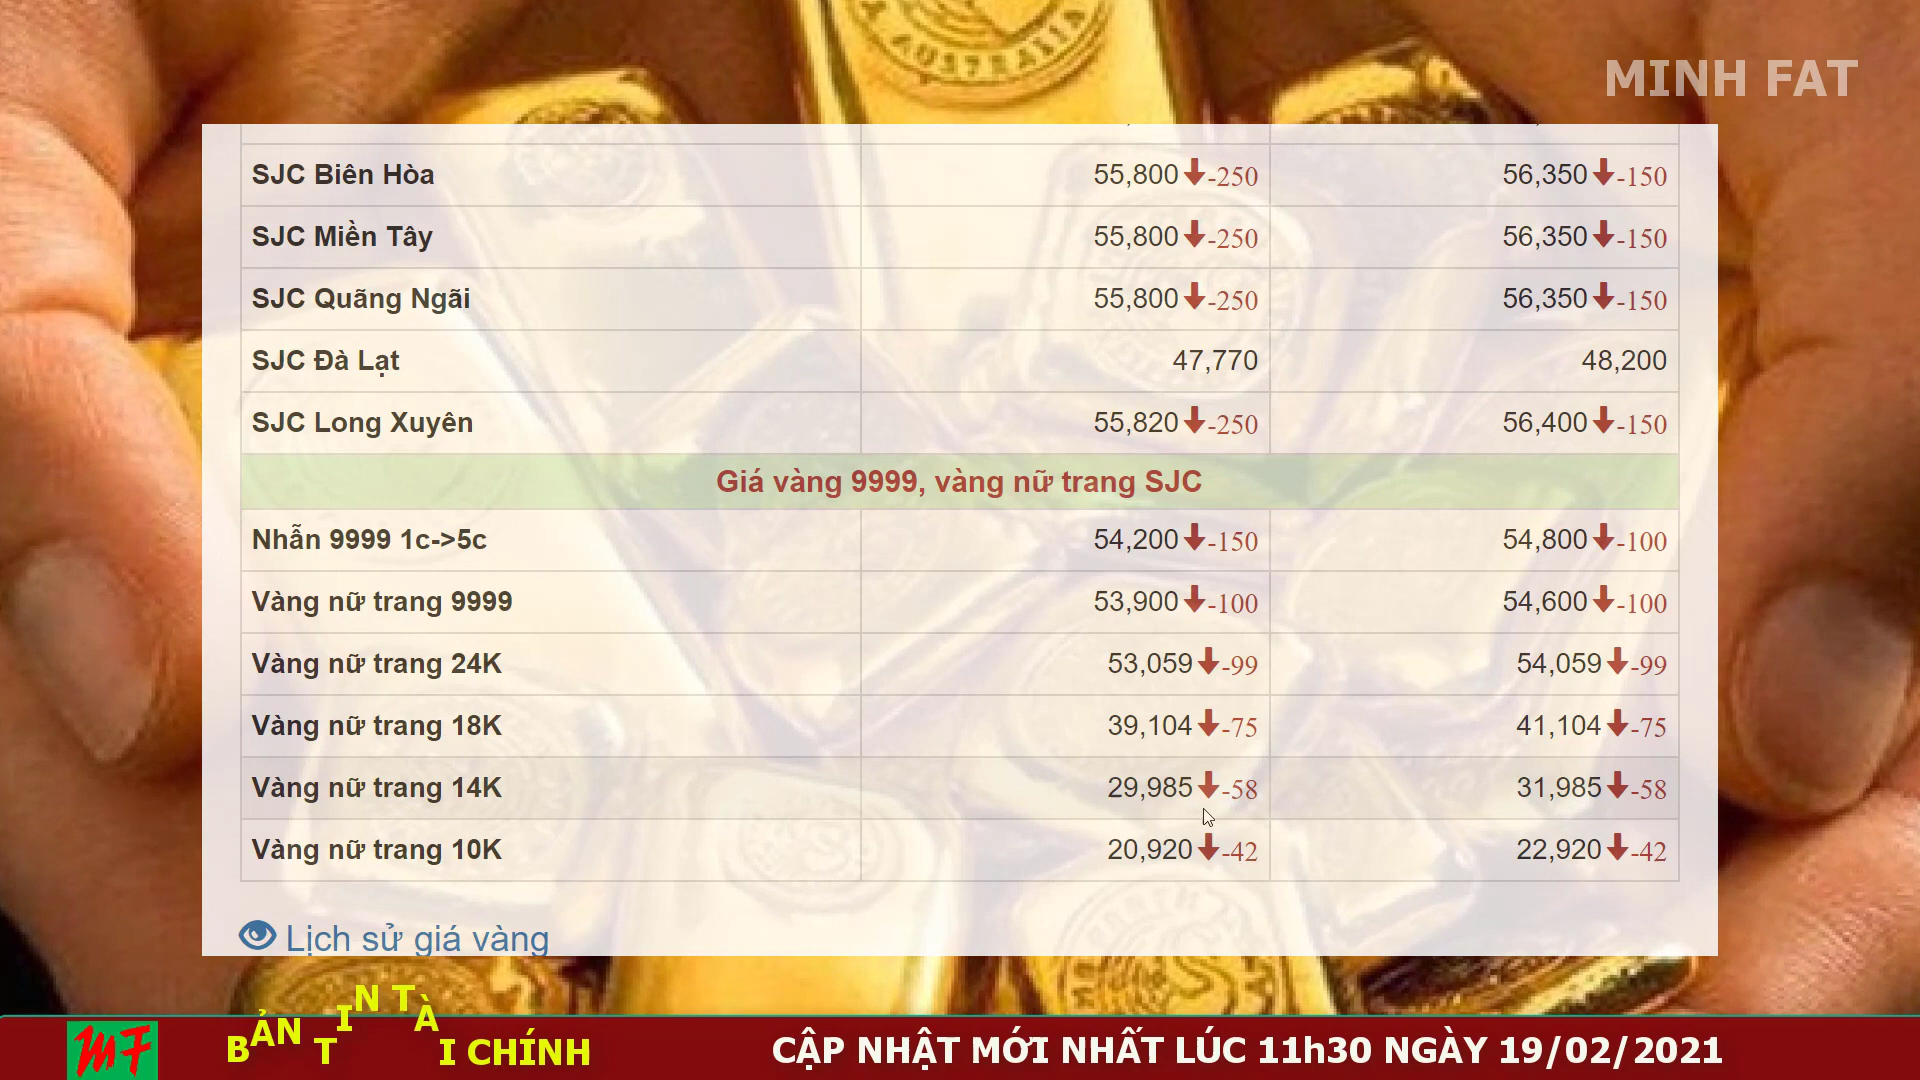 AUSTRALIA
MINH FAT
SJC Biên Hòa 55,800 -250 56,350 -150
SJC Miền Tây 55,800 -250 56,350 -150
SJC Quãng Ngãi 55,800 -250 56,350 -150
SJC Đà Lạt 47,770 48,200
SJC Long Xuyên 55,820 -250 56,400 -150
Giá vàng 9999, vàng nữ trang SJC
Nhẫn 9999 1c->5c 54,200 -150 54,800 -100
Vàng nữ trang 9999 53,900 -100 54,600 -100
Vàng nữ trang 24K 53,059 -99 54,059 -99
Vàng nữ trang 18K 39,104 -75 41,104 -75
Vàng nữ trang 14K 29,985 -58 31,985 -58
Vàng nữ trang 10K 20,920 -42 22,920 -42
Lịch sử giá vàng
MF BẢN TIN TÀI CHÍNH CẬP NHẬT MỚI NHẤT LÚC 11h30 NGÀY 19/02/2021